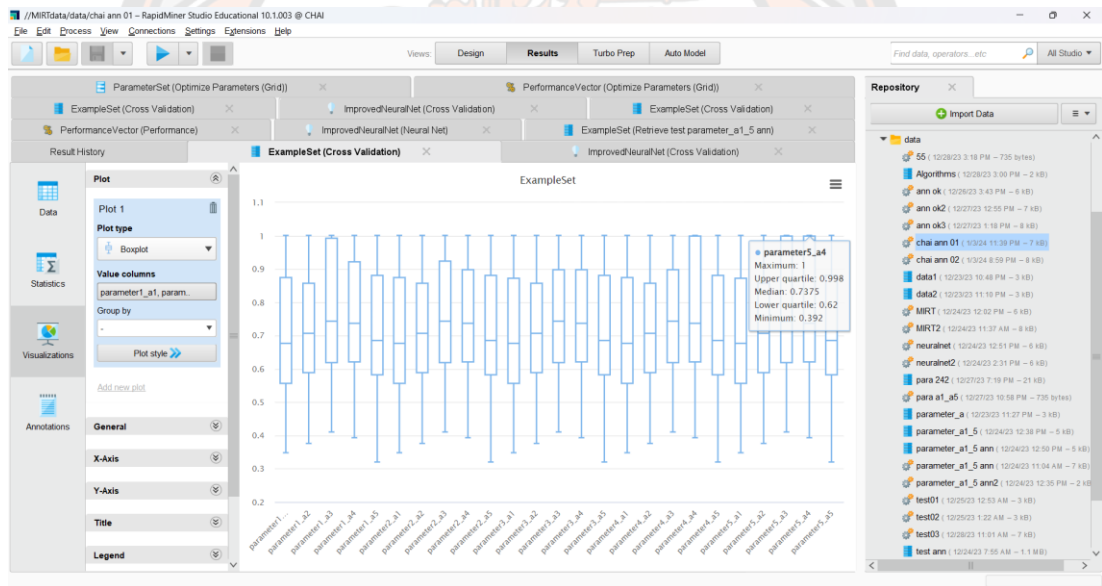 //MIRTdata/data/chai ann 01 – RapidMiner Studio Educational 10.1.003 @ CHAI
File Edit Process View Connections Settings Extensions Help
Views: Design Results Turbo Prep Auto Model
Find data, operators...etc
All Studio
ParameterSet (Optimize Parameters (Grid))
PerformanceVector (Optimize Parameters (Grid))
ExampleSet (Cross Validation)
ImprovedNeuralNet (Cross Validation)
ExampleSet (Cross Validation)
PerformanceVector (Performance)
ImprovedNeuralNet (Neural Net)
ExampleSet (Retrieve test parameter_a1_5 ann)
Result History
ExampleSet (Cross Validation)
ImprovedNeuralNet (Cross Validation)
Data
Statistics
Visualizations
Annotations
Plot
Plot 1
Plot type
Boxplot
Value columns
parameter1_a1, param..
Group by
-
Plot style
Add new plot
General
X-Axis
Y-Axis
Title
Legend
ExampleSet
1.1
1
0.9
0.8
0.7
0.6
0.5
0.4
0.3
0.2
parameter1...
parameter1_a2
parameter1_a3
parameter1_a4
parameter1_a5
parameter2_a1
parameter2_a2
parameter2_a3
parameter2_a4
parameter2_a5
parameter3_a1
parameter3_a2
parameter3_a3
parameter3_a4
parameter3_a5
parameter4_a1
parameter4_a2
parameter4_a3
parameter4_a4
parameter4_a5
parameter5_a1
parameter5_a2
parameter5_a3
parameter5_a4
parameter5_a5
parameter5_a4
Maximum: 1
Upper quartile: 0.998
Median: 0.7375
Lower quartile: 0.62
Minimum: 0.392
Repository
Import Data
data
55 ( 12/28/23 3:18 PM – 735 bytes)
Algorithms ( 12/28/23 3:00 PM – 2 kB)
ann ok ( 12/26/23 3:43 PM – 6 kB)
ann ok2 ( 12/27/23 12:55 PM – 7 kB)
ann ok3 ( 12/27/23 1:18 PM – 8 kB)
chai ann 01 ( 1/3/24 11:38 PM – 7 kB)
chai ann 02 ( 1/3/24 8:59 PM – 8 kB)
data1 ( 12/23/23 10:48 PM – 3 kB)
data2 ( 12/23/23 11:10 PM – 3 kB)
MIRT ( 12/24/23 12:02 PM – 6 kB)
MIRT2 ( 12/24/23 11:37 AM – 8 kB)
neuralnet ( 12/24/23 12:51 PM – 6 kB)
neuralnet2 ( 12/24/23 2:31 PM – 6 kB)
para 242 ( 12/27/23 7:19 PM – 21 kB)
para a1_a5 ( 12/27/23 10:58 PM – 735 bytes)
parameter_a ( 12/23/23 11:27 PM – 3 kB)
parameter_a1_5 ( 12/24/23 12:38 PM – 5 kB)
parameter_a1_5 ann ( 12/24/23 12:50 PM – 5 kB)
parameter_a1_5 ann ( 12/24/23 11:04 AM – 7 kB)
parameter_a1_5 ann2 ( 12/24/23 12:35 PM – 2 kB
test01 ( 12/25/23 12:53 AM – 3 kB)
test02 ( 12/25/23 1:22 AM – 3 kB)
test03 ( 12/28/23 11:01 AM – 7 kB)
test ann ( 12/24/23 7:55 AM – 1.1 MB)